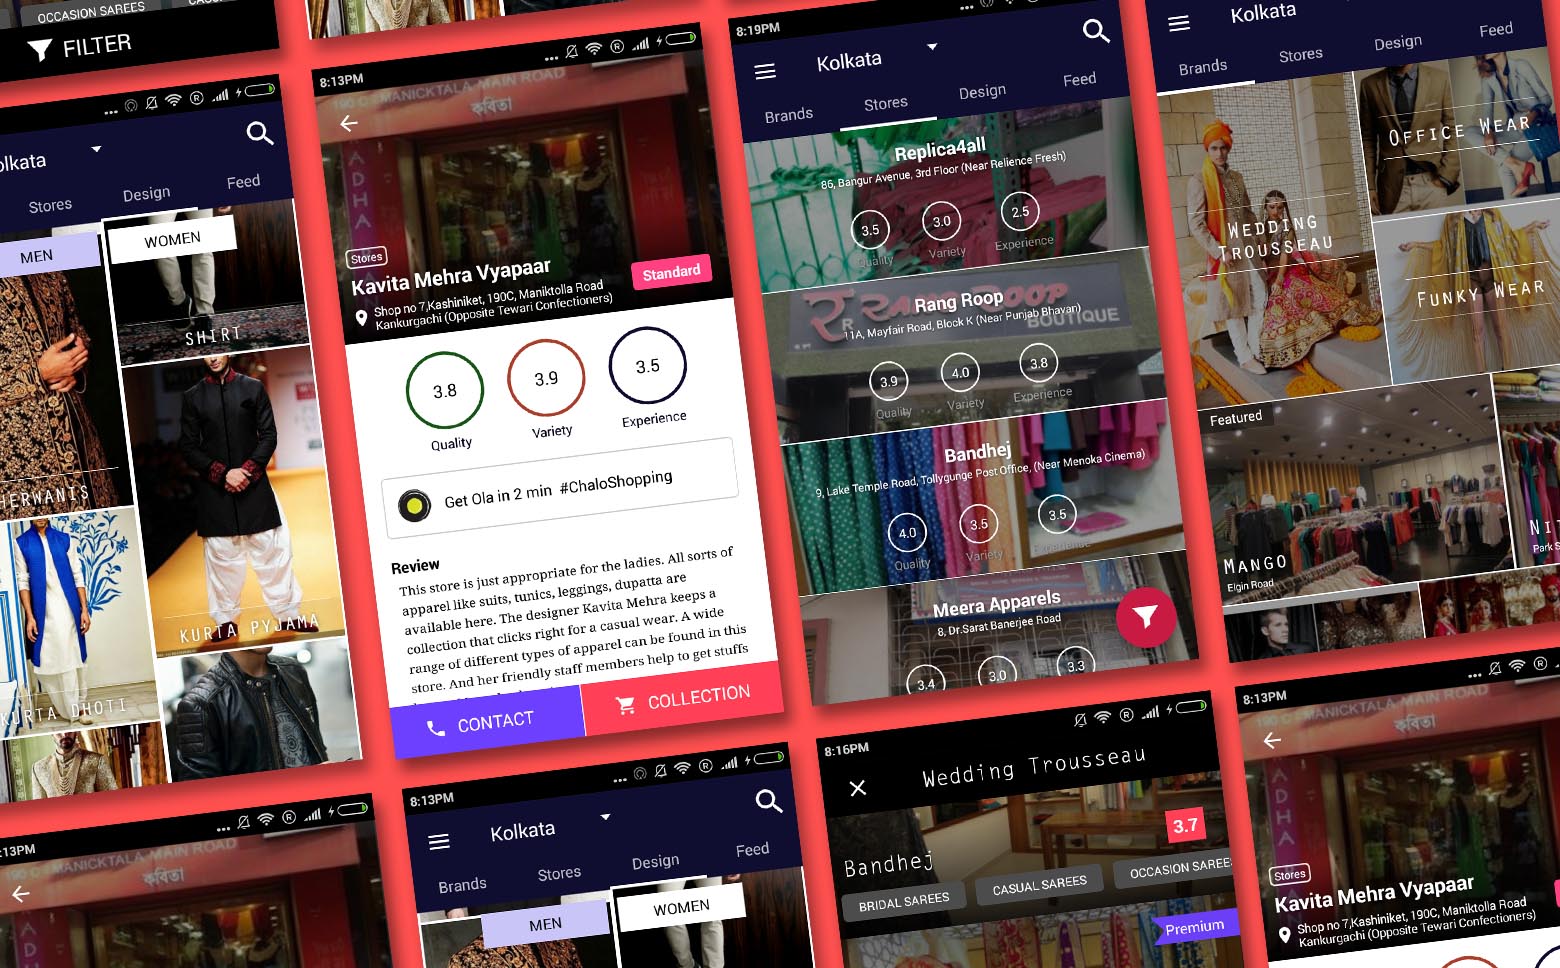 OCCASION SAREES
FILTER
Kolkata
Stores
Design
Feed
MEN
WOMEN
SHIRT
KURTA PYJAMA
KURTA DHOTI
8:13PM
190 C
MANICKTALA MAIN ROAD
কবিতা
Stores
Kavita Mehra Vyapaar
Standard
Shop no 7,Kashiniket, 190C, Maniktolla Road
Kankurgachi (Opposite Tewari Confectioners)
3.8
3.9
3.5
Quality
Variety
Experience
Get Ola in 2 min #ChaloShopping
Review
This store is just appropriate for the ladies. All sorts of
apparel like suits, tunics, leggings, dupatta are
available here. The designer Kavita Mehra keeps a
collection that clicks right for a casual wear. A wide
range of different types of apparel can be found in this
store. And her friendly staff members help to get stuffs
CONTACT
COLLECTION
8:19PM
Kolkata
Brands
Stores
Design
Feed
Replica4all
86, Bangur Avenue, 3rd Floor (Near Relience Fresh)
3.5
3.0
2.5
Quality
Variety
Experience
RANG ROOP
BOUTIQUE
Rang Roop
11A, Mayfair Road, Block K (Near Punjab Bhavan)
3.9
4.0
3.8
Quality
Variety
Experience
Bandhej
9, Lake Temple Road, Tollygunge Post Office, (Near Menoka Cinema)
4.0
3.5
3.5
Quality
Variety
Experience
Meera Apparels
8, Dr.Sarat Banerjee Road
3.4
3.0
3.3
Kolkata
Brands
Stores
Design
Feed
WEDDING
TROUSSEAU
OFFICE WEAR
FUNKY WEAR
Featured
MANGO
Elgin Road
MANICKTALA MAIN ROAD
কবিতা
8:13PM
Kolkata
Brands
Stores
Design
Feed
MEN
WOMEN
8:16PM
Wedding Trousseau
3.7
Bandhej
BRIDAL SAREES
CASUAL SAREES
OCCASION SAREES
Premium
8:13PM
190 C
MANICKTALA MAIN ROAD
কবিতা
Stores
Kavita Mehra Vyapaar
Shop no 7,Kashiniket, 190C, Maniktolla Road
Kankurgachi (Opposite Tewari Confectioners)